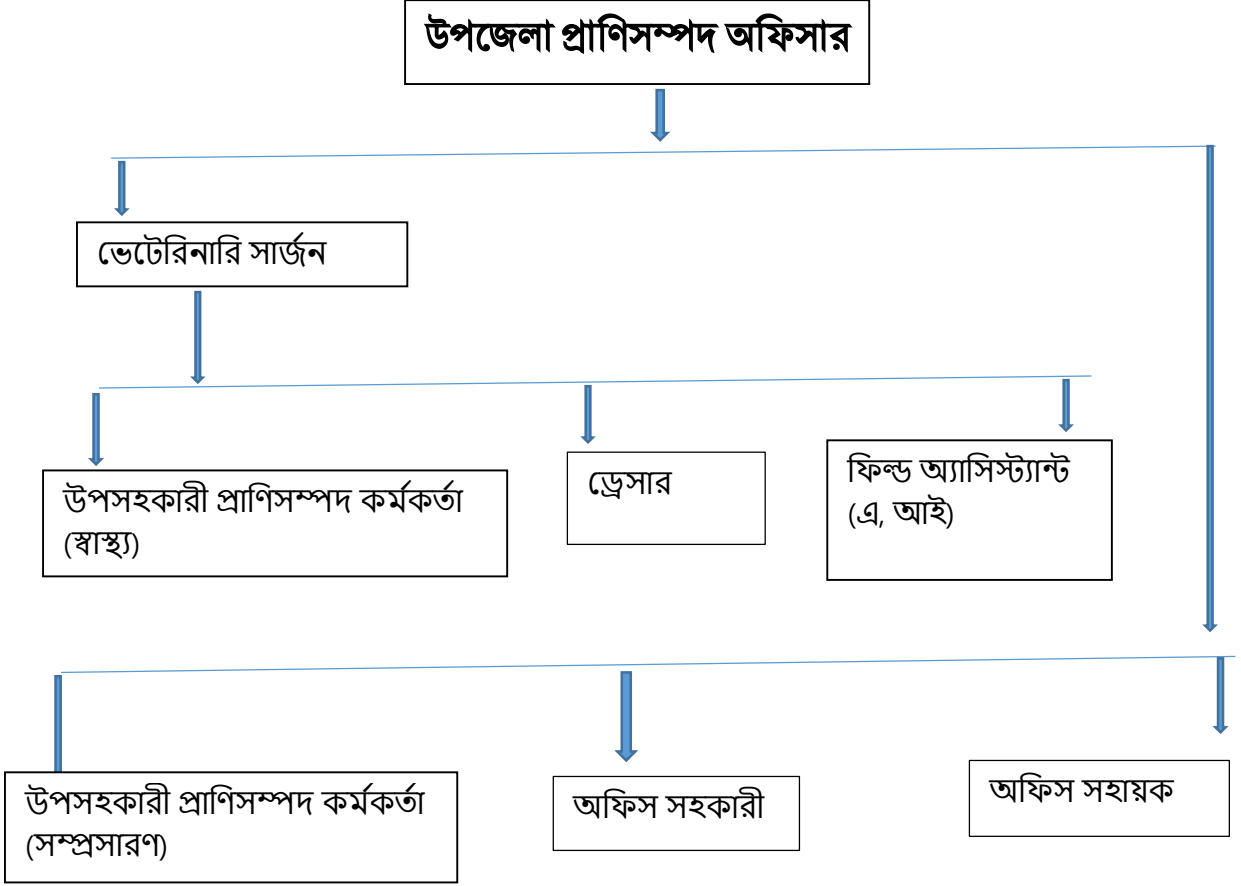 উপজেলা প্রাণিসম্পদ অফিসার
ভেটেরিনারি সার্জন
উপসহকারী প্রাণিসম্পদ কর্মকর্তা
(স্বাস্থ্য)
ড্রেসার
ফিল্ড অ্যাসিস্ট্যান্ট
(এ, আই)
উপসহকারী প্রাণিসম্পদ কর্মকর্তা
(সম্প্রসারণ)
অফিস সহকারী
অফিস সহায়ক